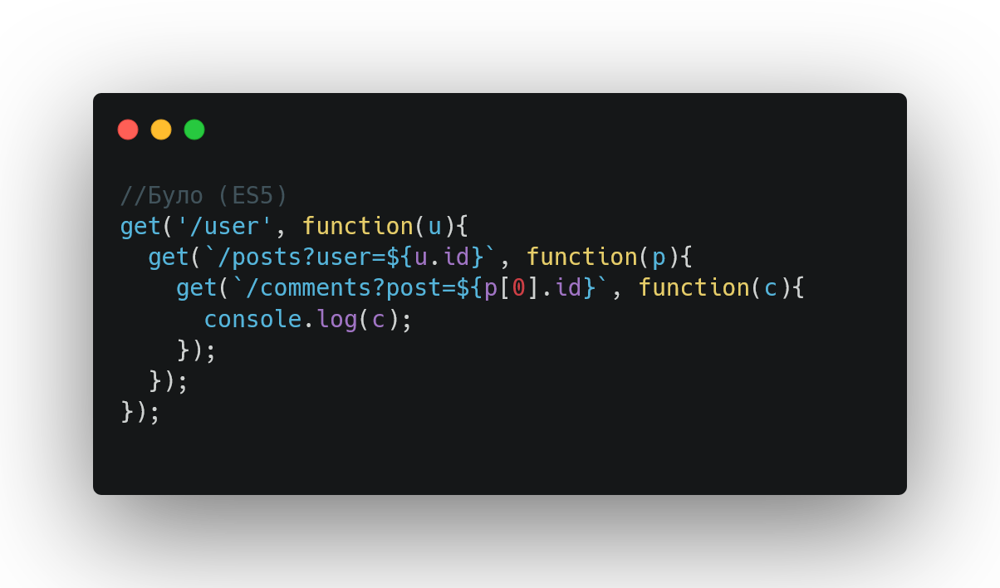 //Було (ES5)
get('/user', function(u){
  get(`/posts?user=${u.id}`, function(p){
    get(`/comments?post=${p[0].id}`, function(c){
      console.log(c);
    });
  });
});